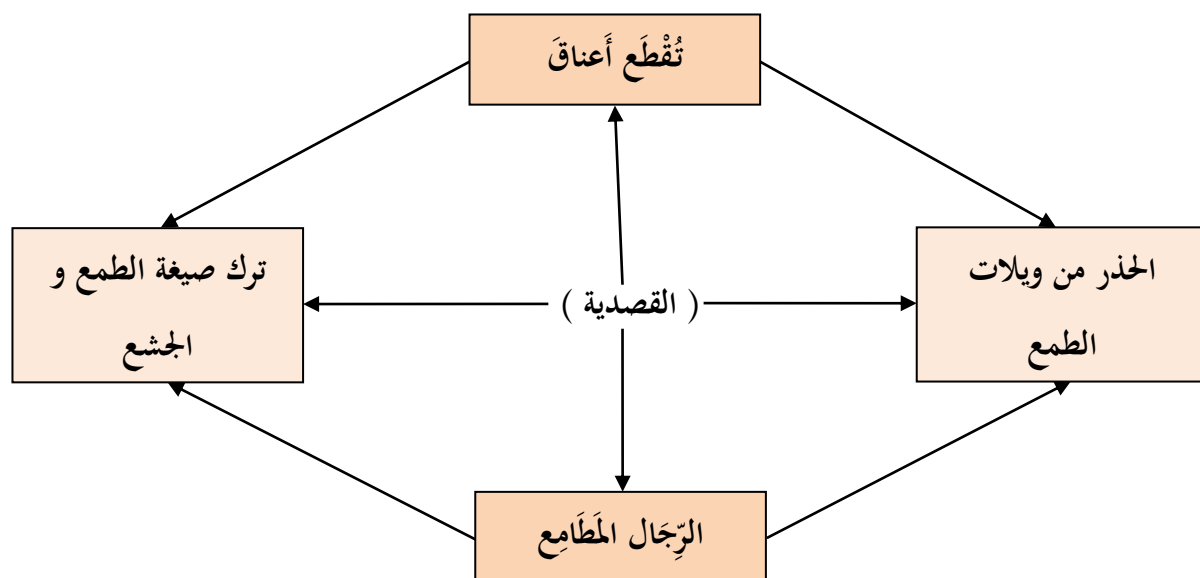 تُقْطَع أَعناقَ
الحذر من ويلات
الطمع
( القصدية )
ترك صيغة الطمع و
الجشع
الرِّجَال المَطَامِع